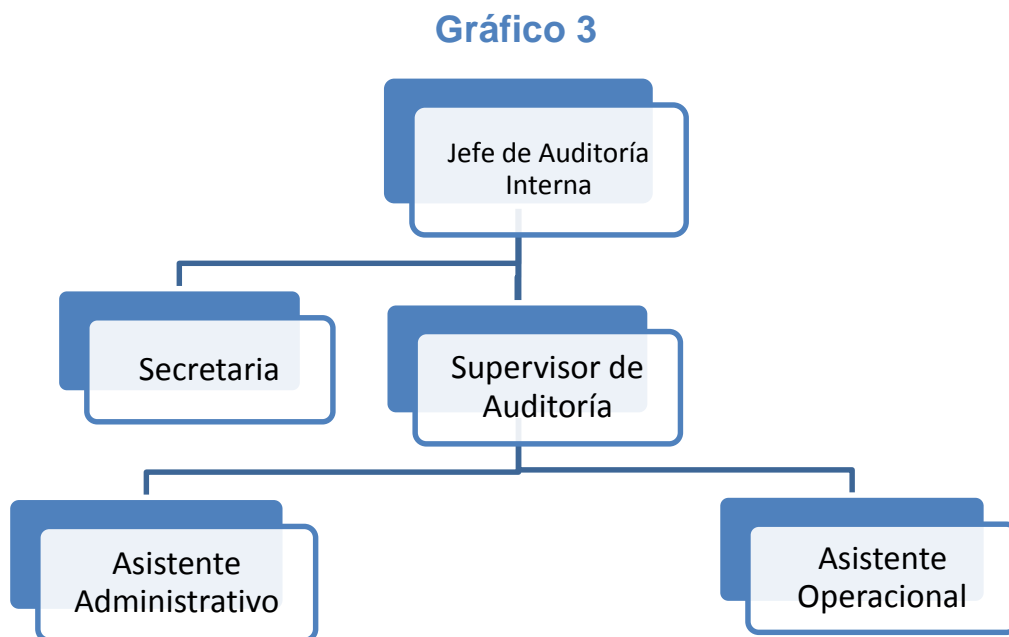 Gráfico 3
Jefe de Auditoría
Interna
Secretaria
Supervisor de
Auditoría
Asistente
Administrativo
Asistente
Operacional